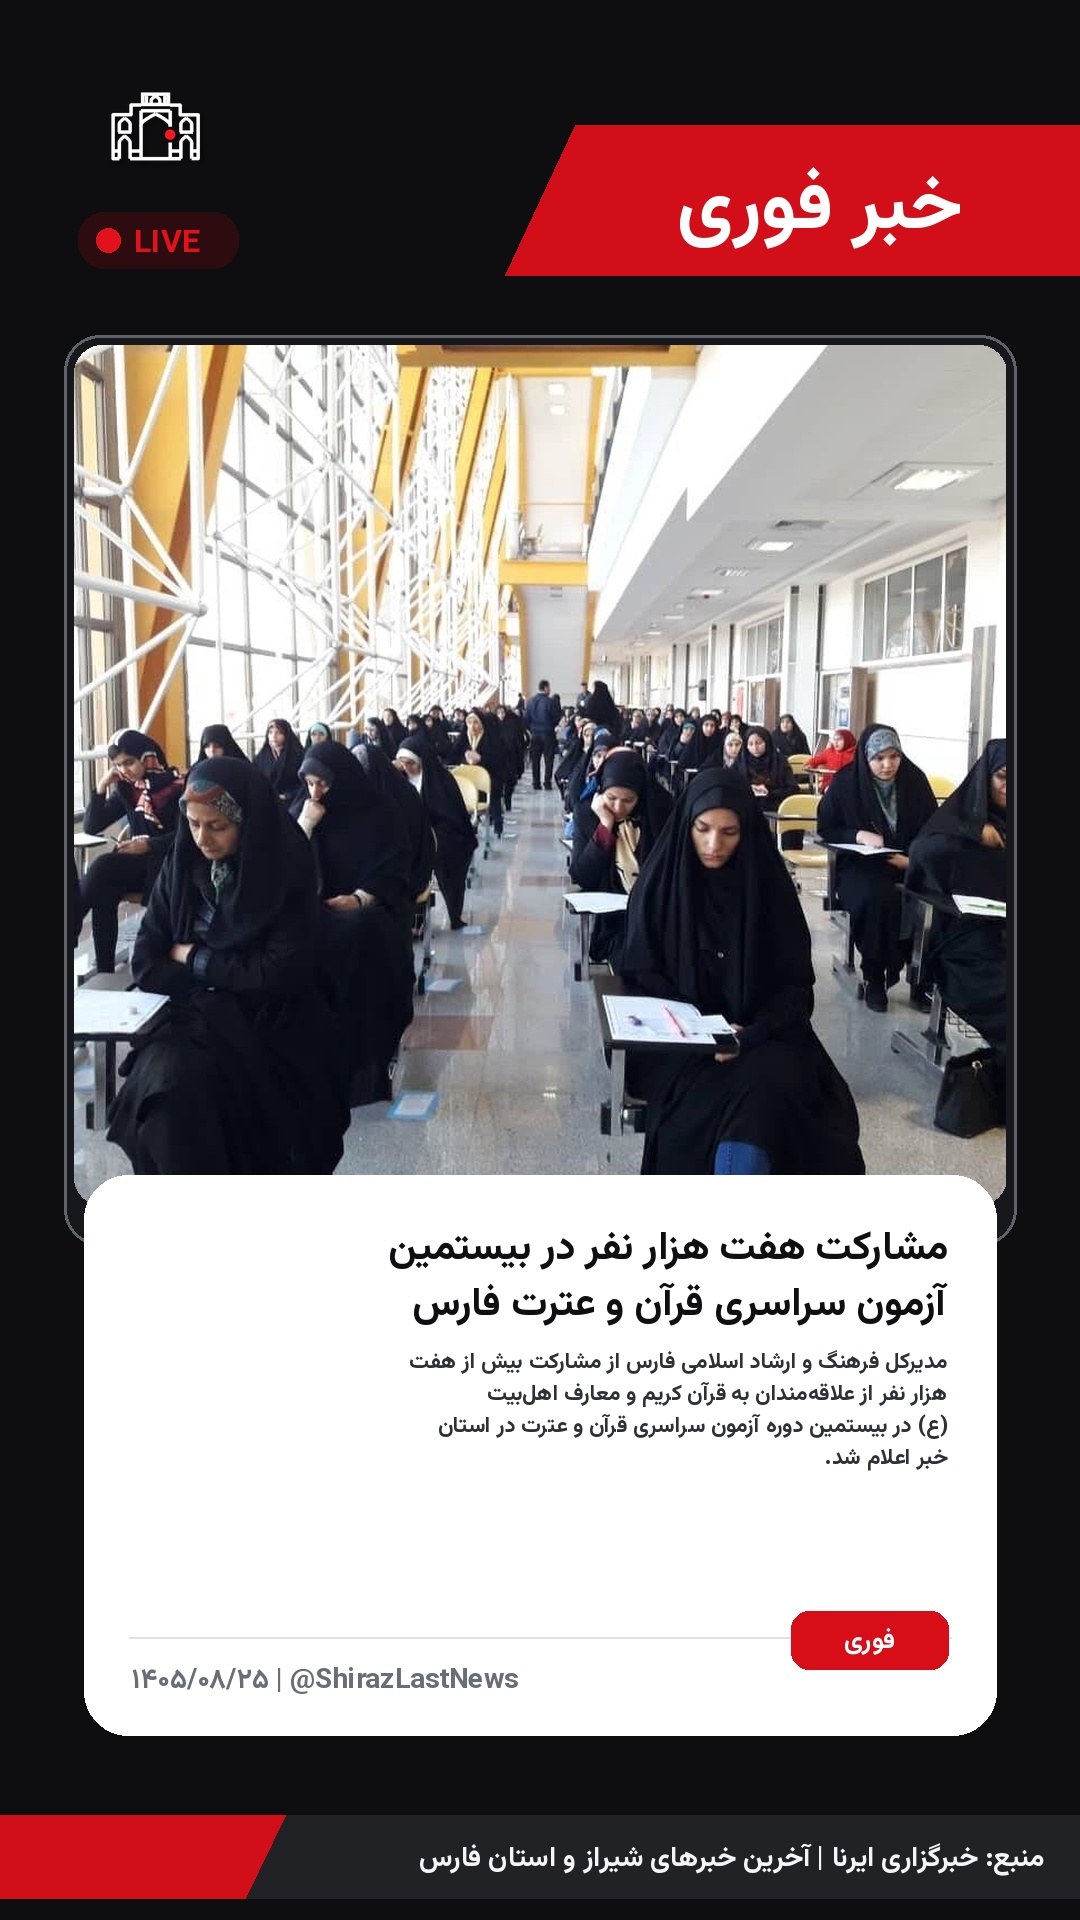 LIVE
خبر فوری
مشارکت هفت هزار نفر در بیستمین
آزمون سراسری قرآن و عترت فارس
مدیرکل فرهنگ و ارشاد اسلامی فارس از مشارکت بیش از هفت
هزار نفر از علاقه‌مندان به قرآن کریم و معارف اهل‌بیت
(ع) در بیستمین دوره آزمون سراسری قرآن و عترت در استان
خبر اعلام شد.
فوری
۱۴۰۵/۰۸/۲۵ | @ShirazLastNews
منبع: خبرگزاری ایرنا | آخرین خبرهای شیراز و استان فارس